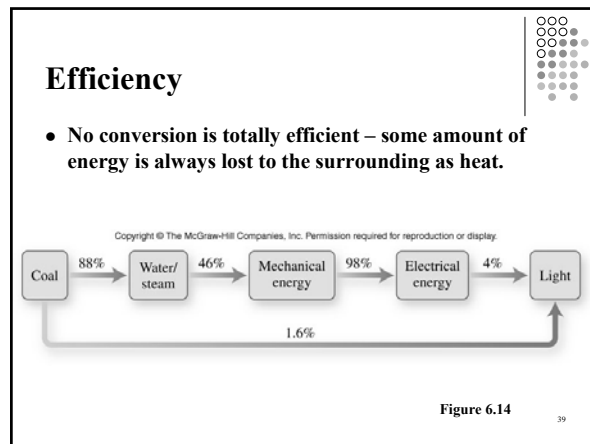 Efficiency
● No conversion is totally efficient – some amount of
energy is always lost to the surrounding as heat.
Copyright © The McGraw-Hill Companies, Inc. Permission required for reproduction or display.
Coal 88% Water/ 46% Mechanical 98% Electrical 4% Light
steam energy energy
1.6%
Figure 6.14
39